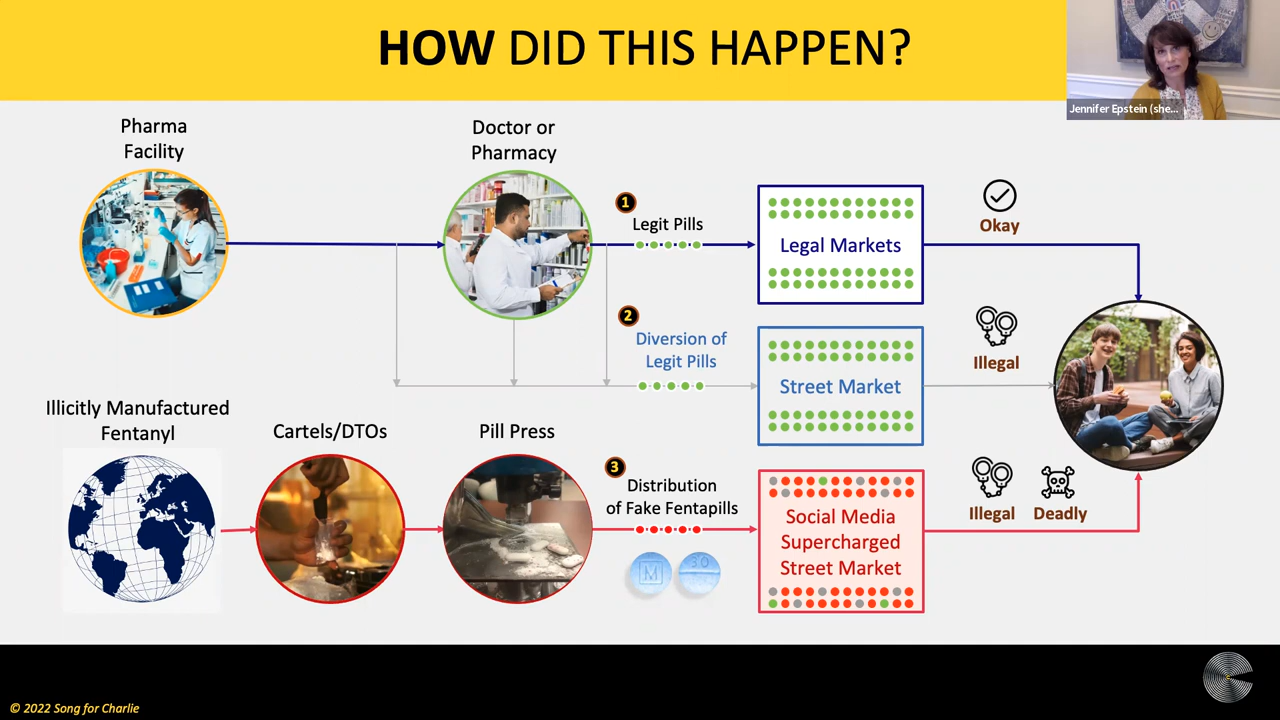 HOW DID THIS HAPPEN?
Jennifer Epstein (she...
Pharma
Facility
Doctor or
Pharmacy
1
Legit Pills
Legal Markets
Okay
2
Diversion of
Legit Pills
Street Market
Illegal
Illicitly Manufactured
Fentanyl
Cartels/DTOs
Pill Press
3
Distribution
of Fake Fentapills
M
30
Social Media
Supercharged
Street Market
Illegal
Deadly
© 2022 Song for Charlie